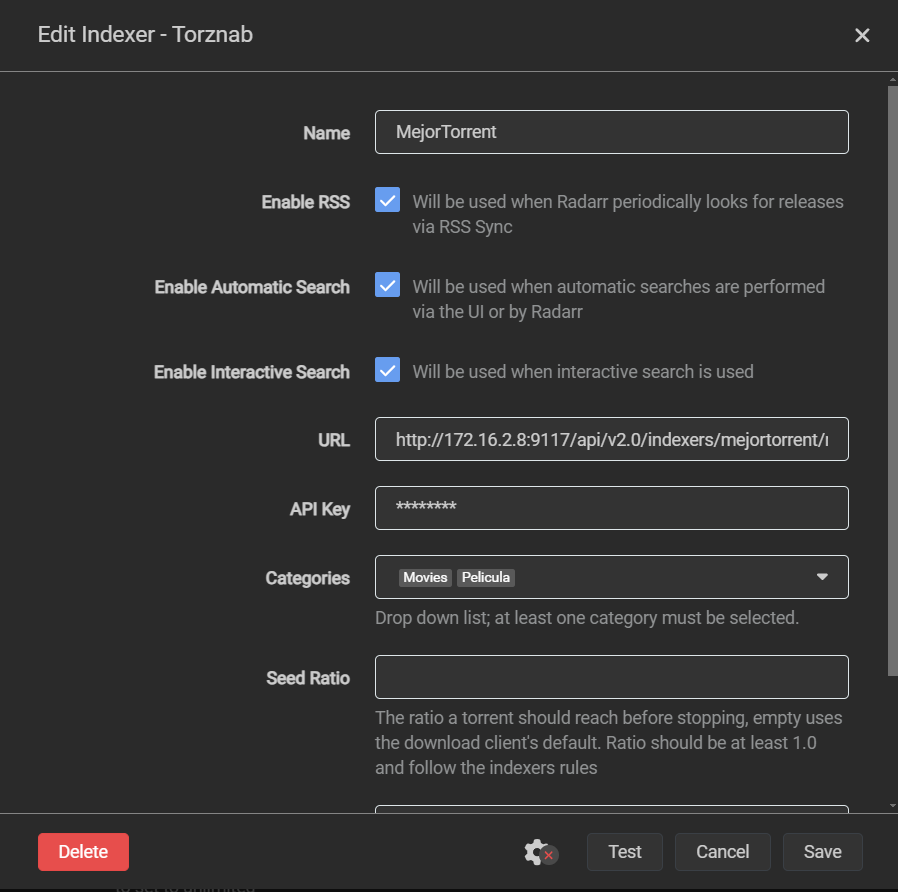 Edit Indexer - Torznab
Name
MejorTorrent
Enable RSS
Will be used when Radarr periodically looks for releases
via RSS Sync
Enable Automatic Search
Will be used when automatic searches are performed
via the UI or by Radarr
Enable Interactive Search
Will be used when interactive search is used
URL
http://172.16.2.8:9117/api/v2.0/indexers/mejortorrent/
API Key
********
Categories
Movies Pelicula
Drop down list; at least one category must be selected.
Seed Ratio
The ratio a torrent should reach before stopping, empty uses
the download client's default. Ratio should be at least 1.0
and follow the indexers rules
Delete
Test
Cancel
Save